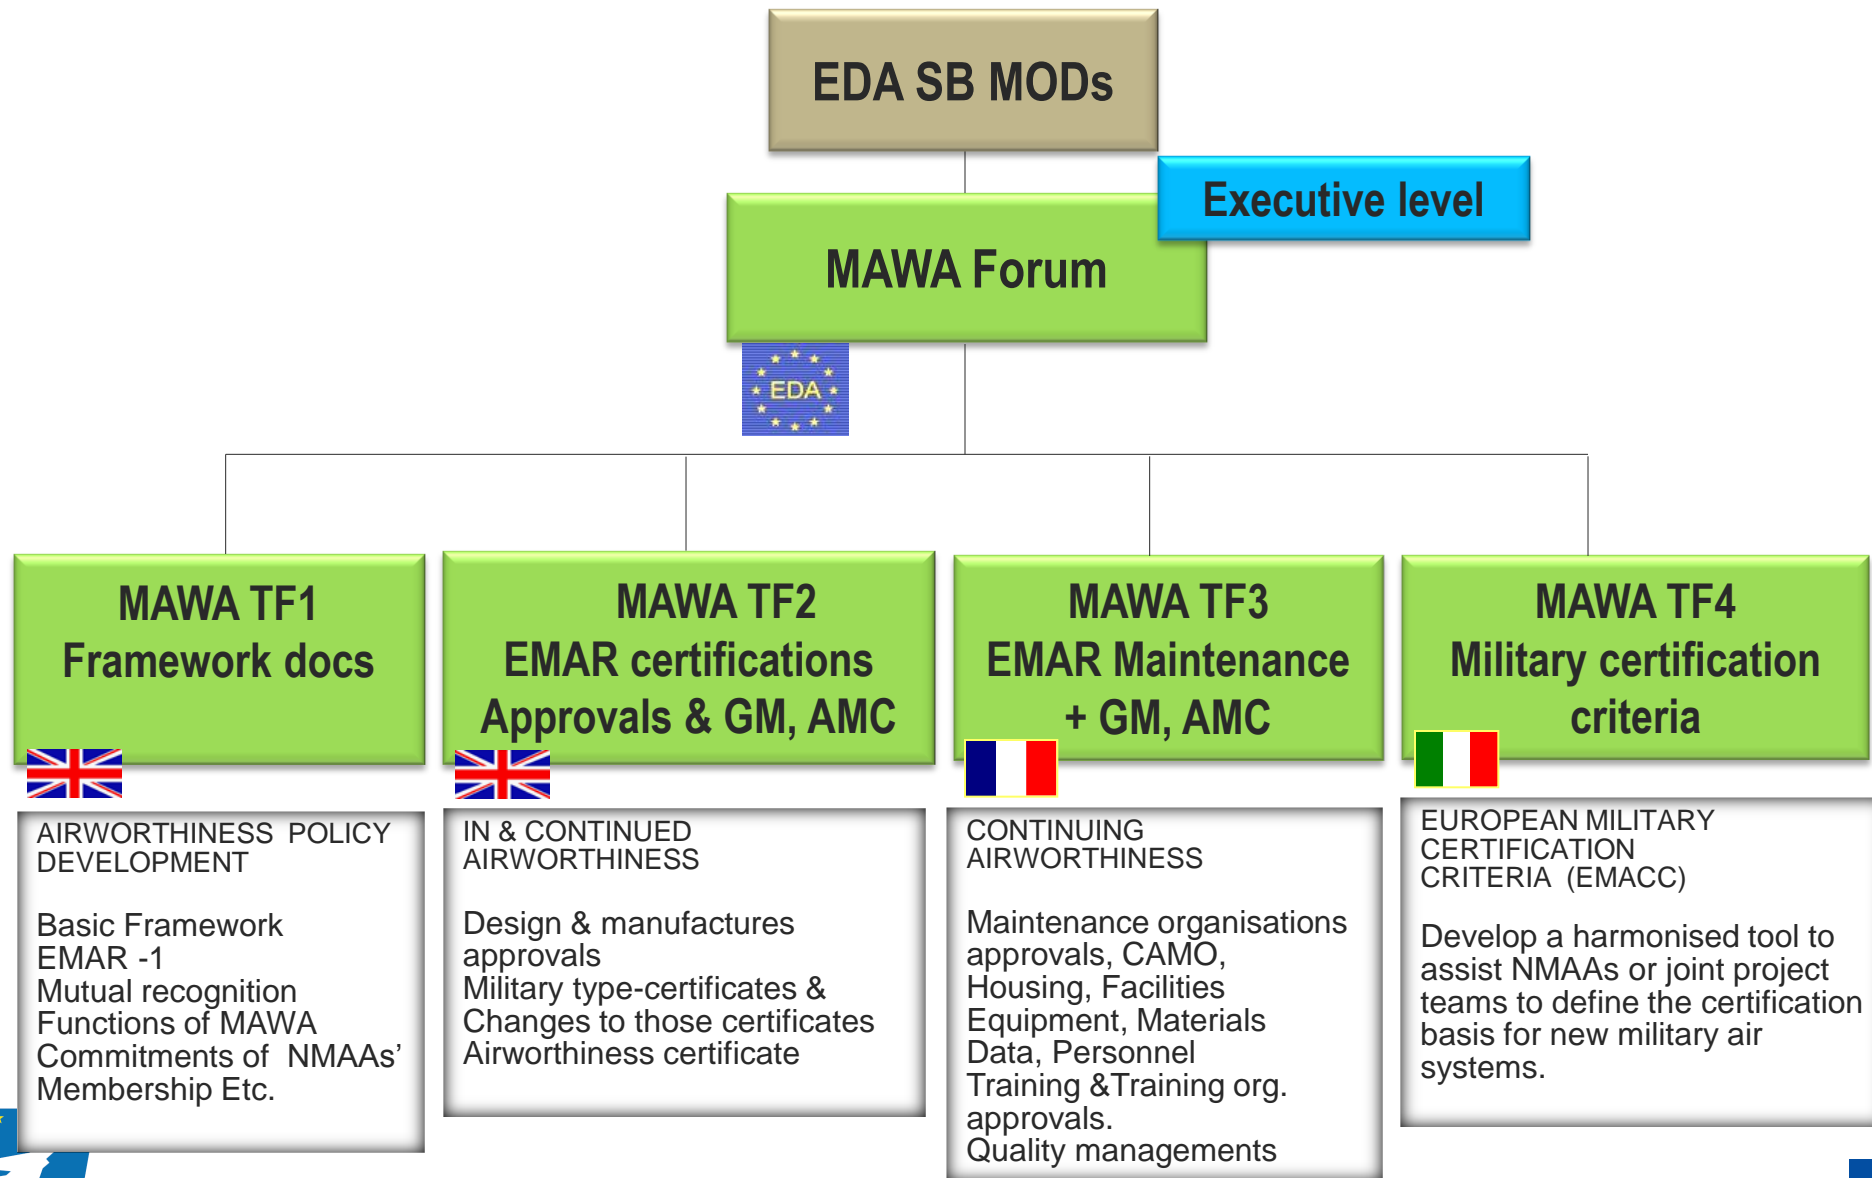 EDA SB MODs
Executive level
MAWA Forum
EDA
MAWA TF1
Framework docs
MAWA TF2
EMAR certifications
Approvals & GM, AMC
MAWA TF3
EMAR Maintenance
+ GM, AMC
MAWA TF4
Military certification
criteria
AIRWORTHINESS POLICY
DEVELOPMENT
Basic Framework
EMAR -1
Mutual recognition
Functions of MAWA
Commitments of NMAAs’
Membership Etc.
IN & CONTINUED
AIRWORTHINESS
Design & manufactures
approvals
Military type-certificates &
Changes to those certificates
Airworthiness certificate
CONTINUING
AIRWORTHINESS
Maintenance organisations
approvals, CAMO,
Housing, Facilities
Equipment, Materials
Data, Personnel
Training &Training org.
approvals.
Quality managements
EUROPEAN MILITARY
CERTIFICATION
CRITERIA (EMACC)
Develop a harmonised tool to
assist NMAAs or joint project
teams to define the certification
basis for new military air
systems.